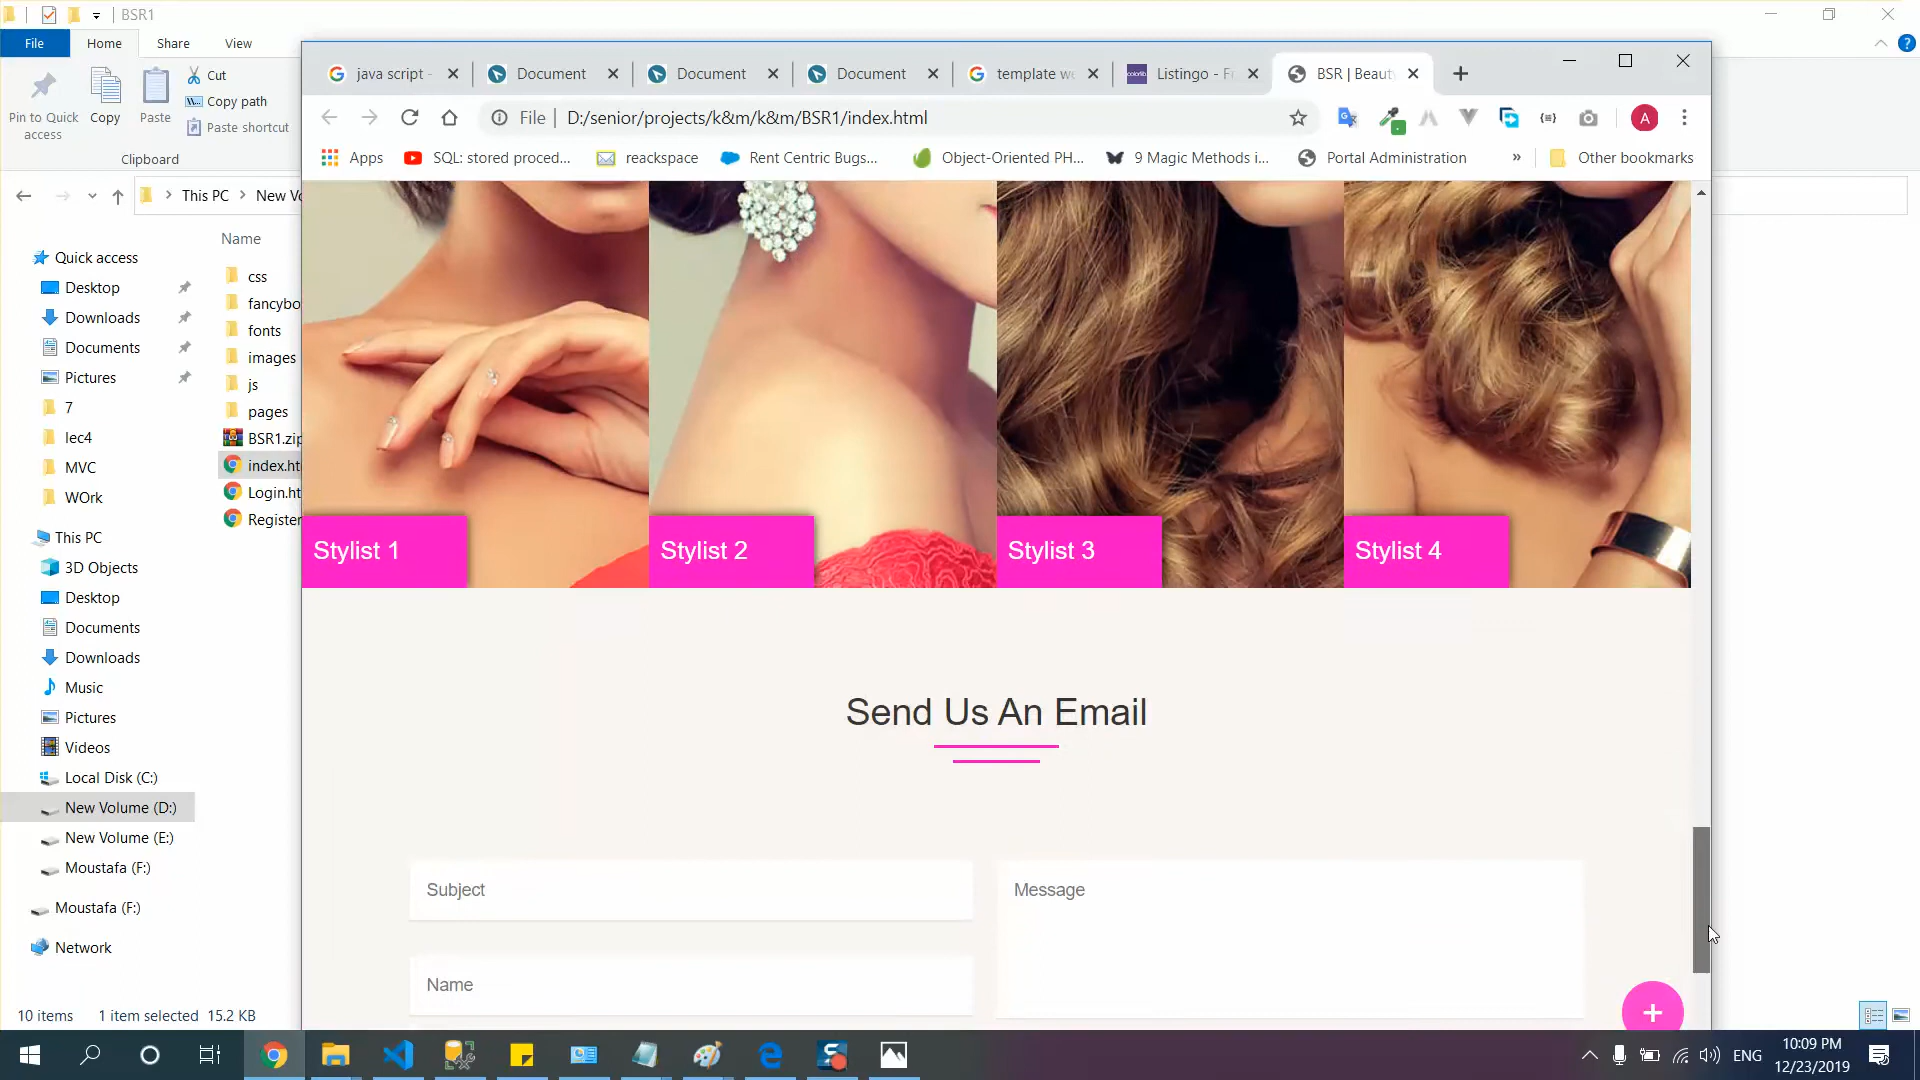 BSR1
File Home Share View
Pin to Quick access
Copy
Paste
Cut
Copy path
Paste shortcut
Clipboard
This PC
New Vo
Name
css
fancybo
fonts
images
js
pages
BSR1.zip
index.ht
Login.ht
Register
Quick access
Desktop
Downloads
Documents
Pictures
7
lec4
MVC
WOrk
This PC
3D Objects
Desktop
Documents
Downloads
Music
Pictures
Videos
Local Disk (C:)
New Volume (D:)
New Volume (E:)
Moustafa (F:)
Moustafa (F:)
Network
10 items 1 item selected 15.2 KB
java script -
Document
Document
Document
template we
Listingo - F
BSR | Beaut
File D:/senior/projects/k&m/k&m/BSR1/index.html
A
Apps SQL: stored proced... reackspace Rent Centric Bugs... Object-Oriented PH... 9 Magic Methods i... Portal Administration » Other bookmarks
Stylist 1
Stylist 2
Stylist 3
Stylist 4
Send Us An Email
Subject
Message
Name
+
ENG
10:09 PM
12/23/2019